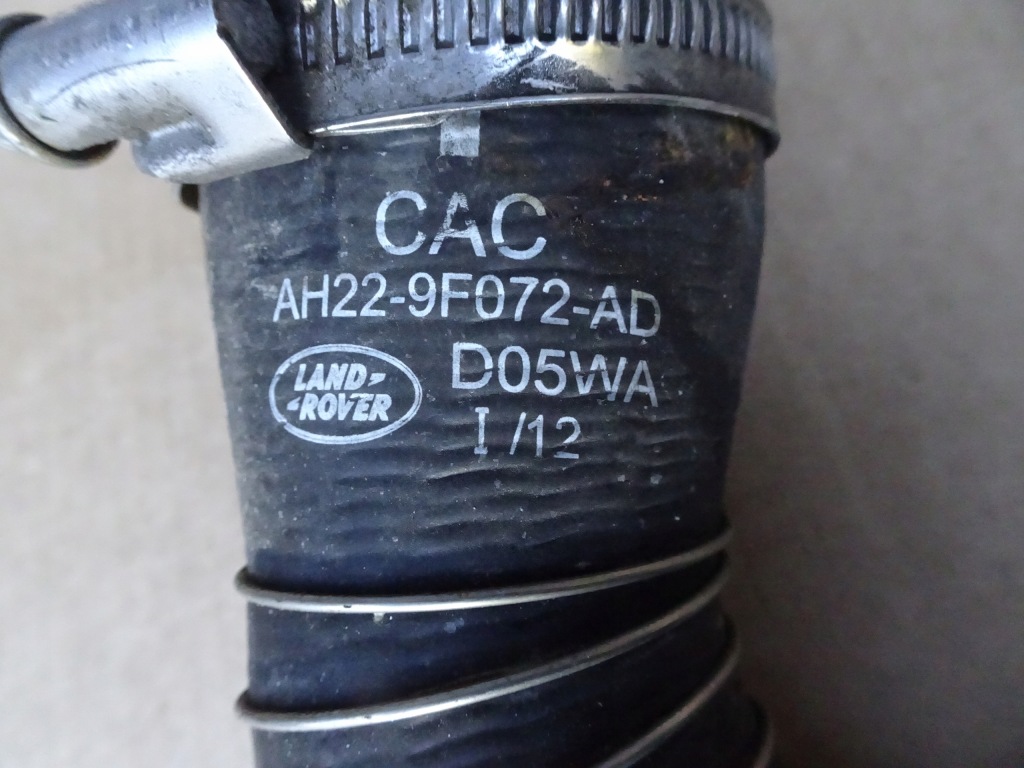 CAC
AH22-9F072-AD
LAND-
-ROVER
D05WA
I/12